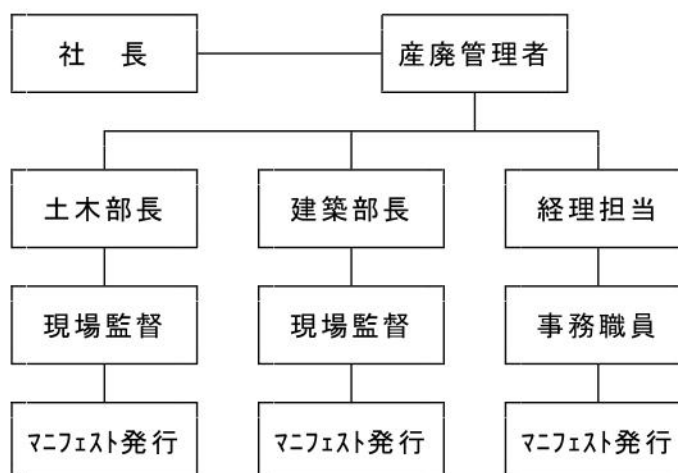 社　長
産廃管理者
土木部長
建築部長
経理担当
現場監督
現場監督
事務職員
ﾏﾆﾌｪｽﾄ発行
ﾏﾆﾌｪｽﾄ発行
ﾏﾆﾌｪｽﾄ発行